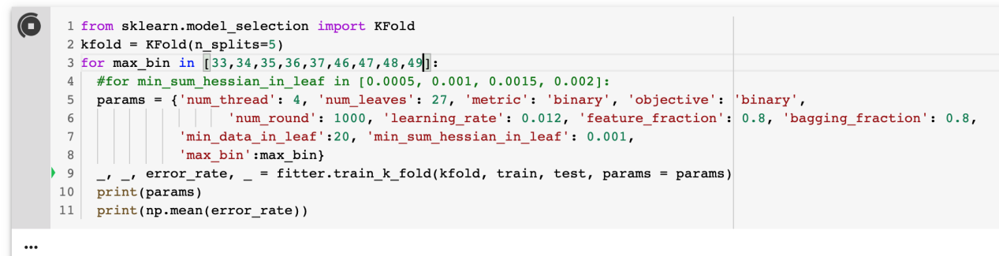 1 from sklearn.model_selection import KFold
2 kfold = KFold(n_splits=5)
3 for max_bin in [33,34,35,36,37,46,47,48,49]:
4   #for min_sum_hessian_in_leaf in [0.0005, 0.001, 0.0015, 0.002]:
5   params = {'num_thread': 4, 'num_leaves': 27, 'metric': 'binary', 'objective': 'binary',
6                   'num_round': 1000, 'learning_rate': 0.012, 'feature_fraction': 0.8, 'bagging_fraction': 0.8,
7             'min_data_in_leaf':20, 'min_sum_hessian_in_leaf': 0.001,
8             'max_bin':max_bin}
9   _, _, error_rate, _ = fitter.train_k_fold(kfold, train, test, params = params)
10   print(params)
11   print(np.mean(error_rate))
...